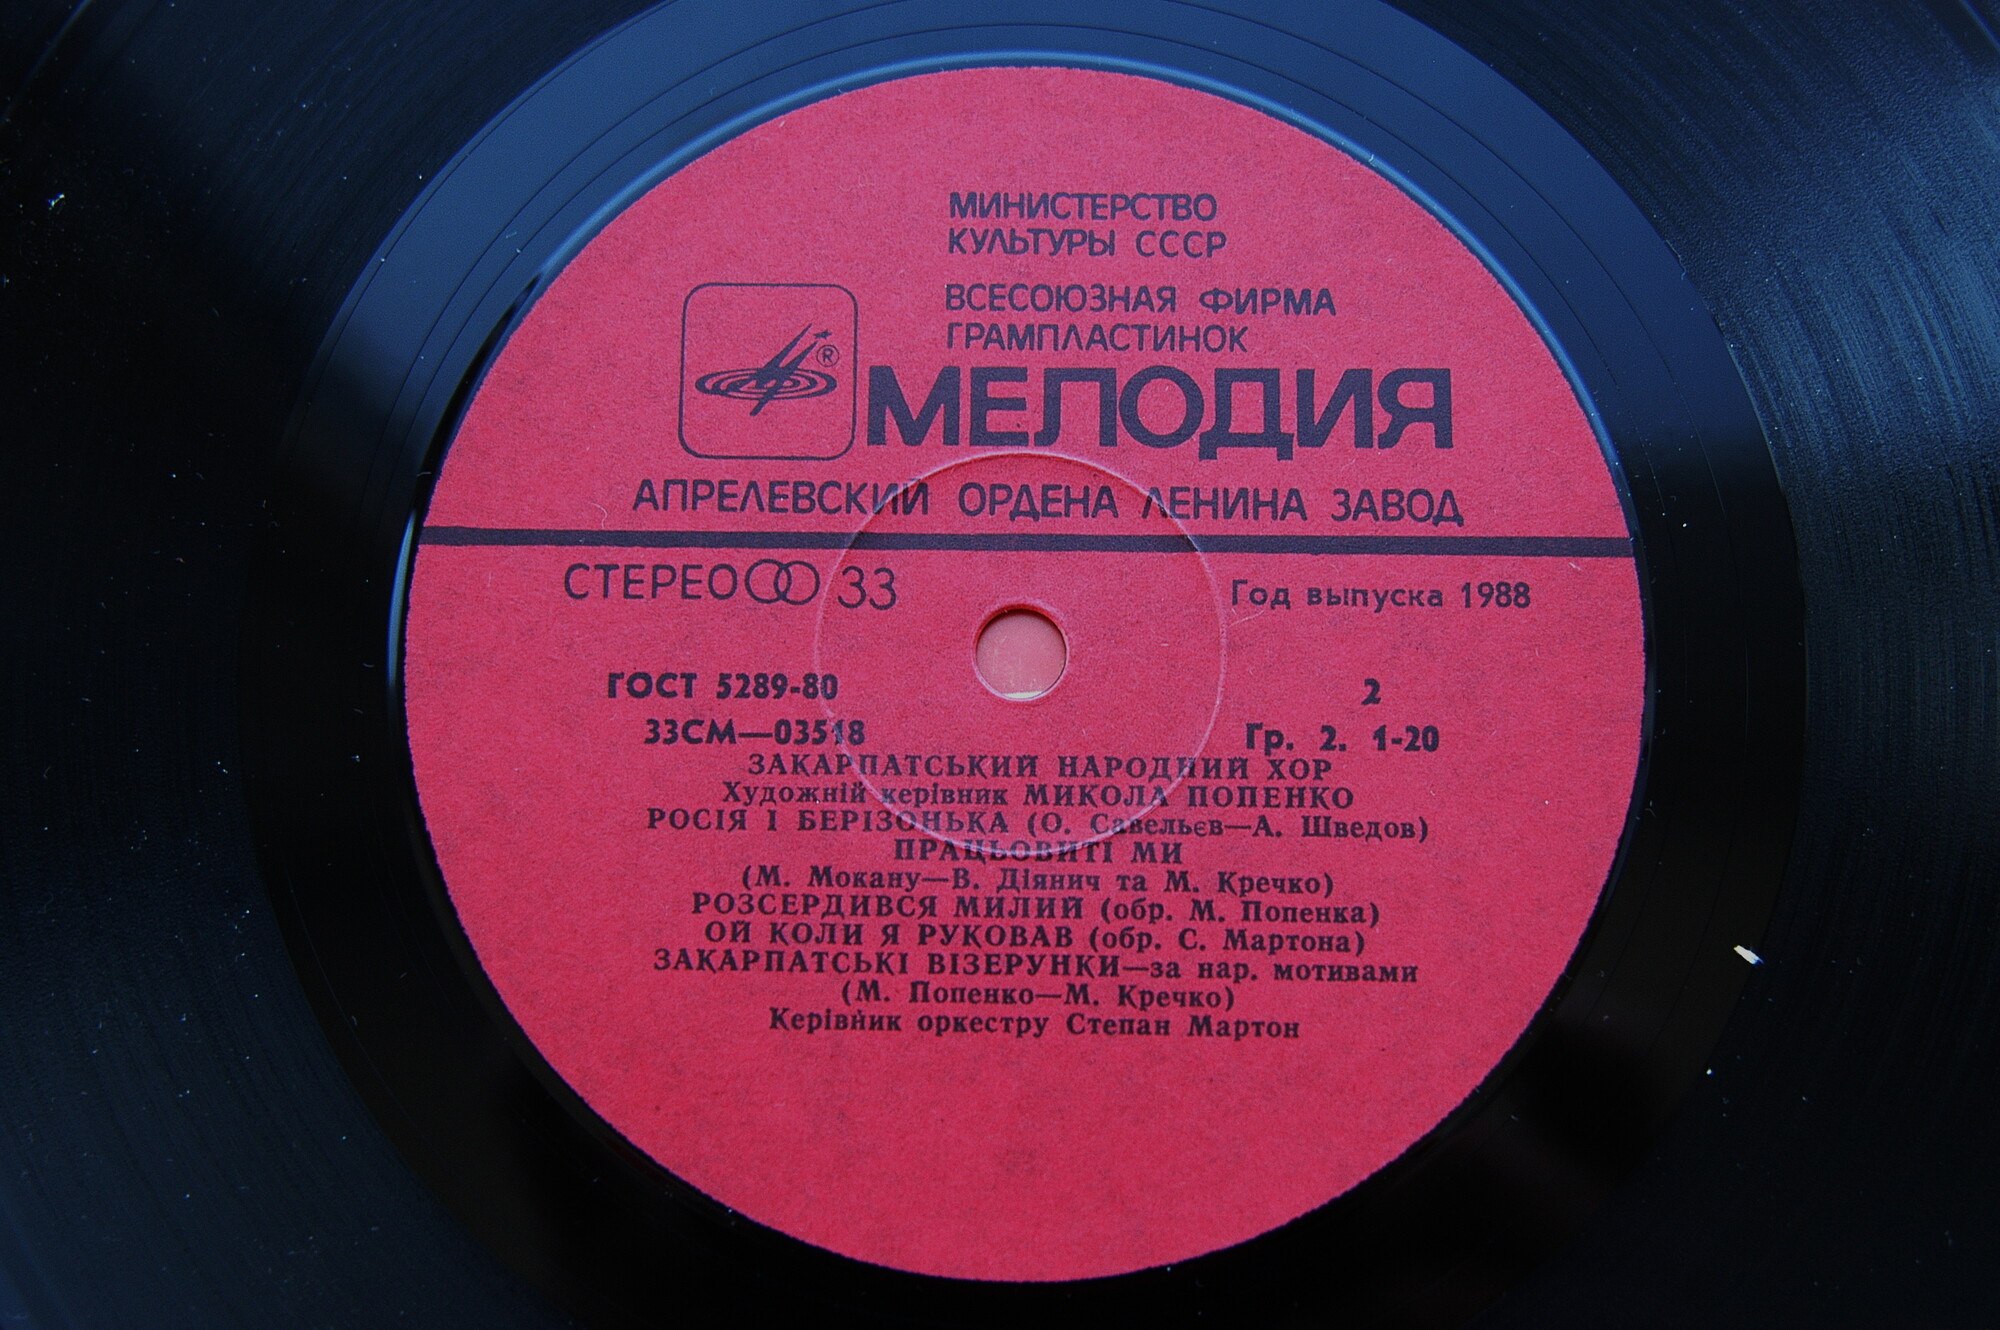 МИНИСТЕРСТВО
КУЛЬТУРЫ СССР
ВСЕСОЮЗНАЯ ФИРМА
ГРАМПЛАСТИНОК
®
МЕЛОДИЯ
АПРЕЛЕВСКИЙ ОРДЕНА ЛЕНИНА ЗАВОД
СТЕРЕО 33
Год выпуска 1988
ГОСТ 5289-80
2
33СМ—03518
Гр. 2. 1-20
ЗАКАРПАТСЬКИЙ НАРОДНИЙ ХОР
Художній керівник МИКОЛА ПОПЕНКО
РОСІЯ І БЕРІЗОНЬКА (О. Савельєв—А. Шведов)
ПРАЦЬОВИТІ МИ
(М. Мокану—В. Діянич та М. Кречко)
РОЗСЕРДИВСЯ МИЛИЙ (обр. М. Попенка)
ОЙ КОЛИ Я РУКОВАВ (обр. С. Мартона)
ЗАКАРПАТСЬКІ ВІЗЕРУНКИ—за нар. мотивами
(М. Попенко—М. Кречко)
Керівник оркестру Степан Мартон